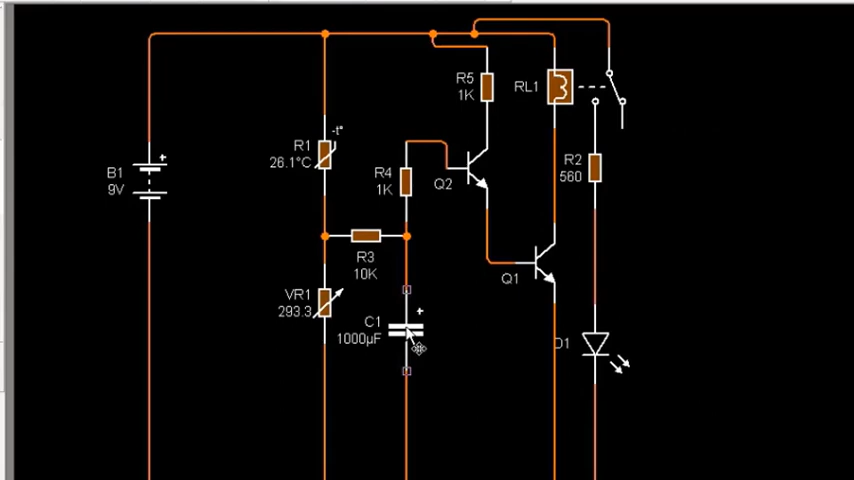 R5
1K
RL1
-t°
R1
26.1°C
R4
1K
Q2
R2
560
+
B1
9V
R3
10K
Q1
VR1
293.3
+
C1
1000µF
D1